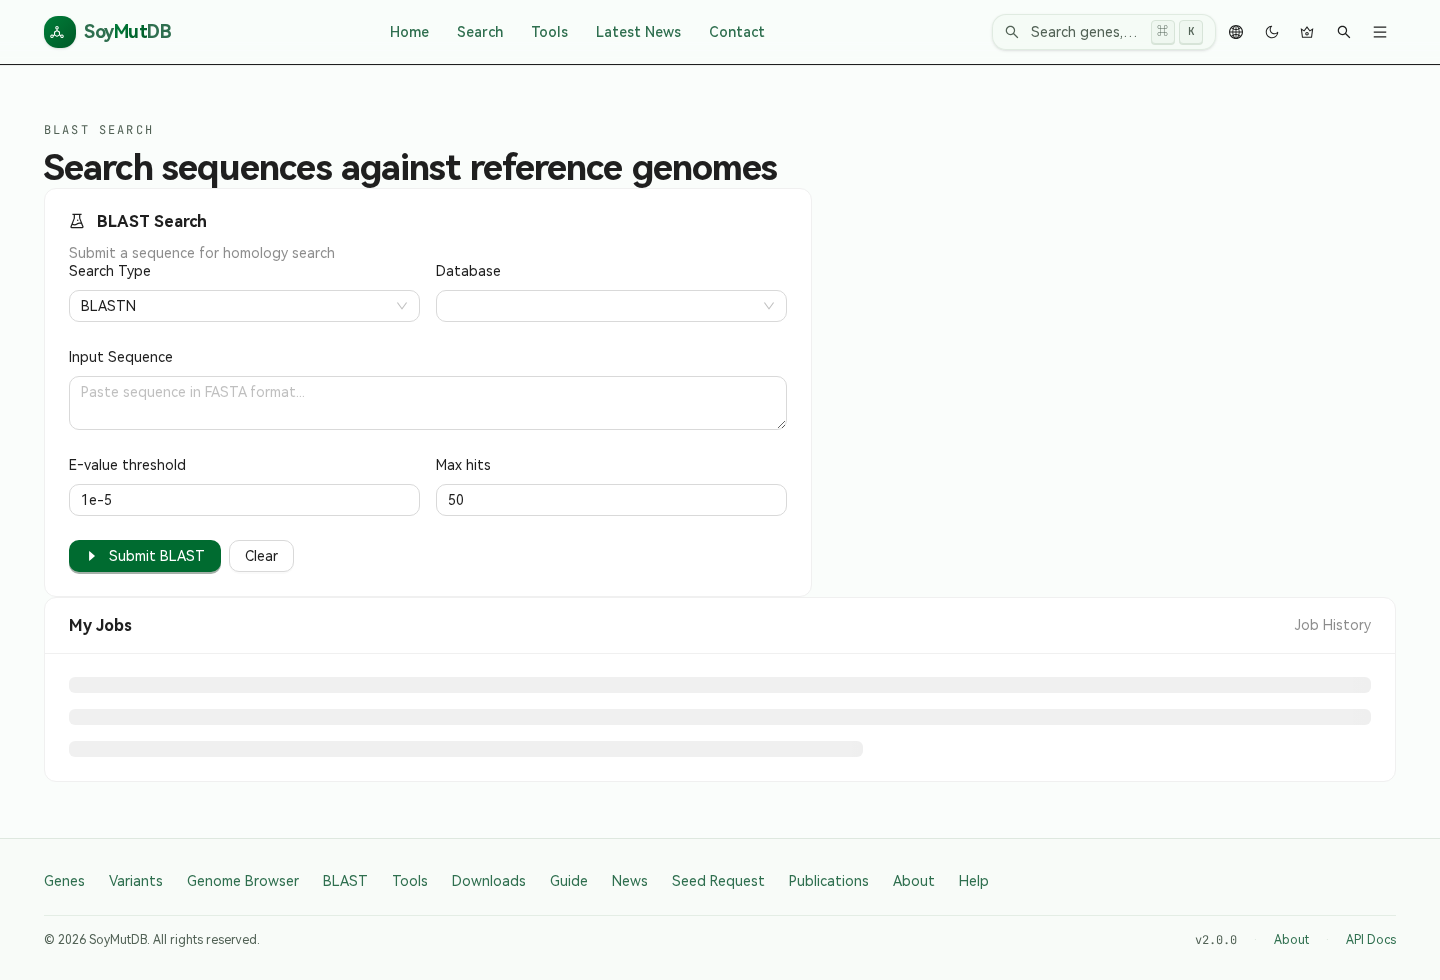 SoyMutDB
Home Search Tools Latest News Contact
Search genes,... ⌘ K
BLAST SEARCH
Search sequences against reference genomes
BLAST Search
Submit a sequence for homology search
Search Type Database
BLASTN
Input Sequence
Paste sequence in FASTA format...
E-value threshold Max hits
1e-5 50
Submit BLAST Clear
My Jobs Job History
Genes Variants Genome Browser BLAST Tools Downloads Guide News Seed Request Publications About Help
© 2026 SoyMutDB. All rights reserved. v2.0.0 · About · API Docs